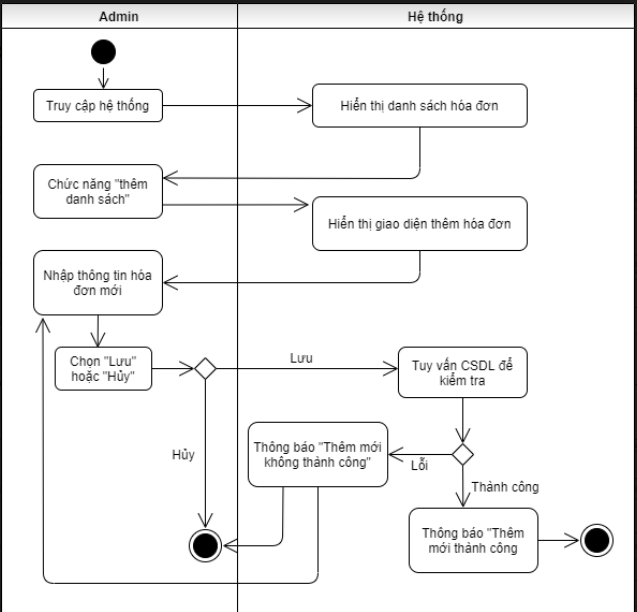 Admin
Hệ thống
Truy cập hệ thống
Hiển thị danh sách hóa đơn
Chức năng "thêm
danh sách"
Hiển thị giao diện thêm hóa đơn
Nhập thông tin hóa
đơn mới
Chọn "Lưu"
hoặc "Hủy"
Lưu
Tuy vấn CSDL để
kiểm tra
Hủy
Thông báo "Thêm mới
không thành công"
Lỗi
Thành công
Thông báo "Thêm
mới thành công